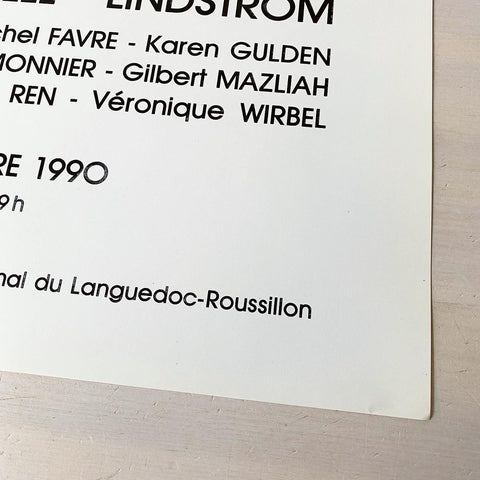 LINDSTROM
chel FAVRE - Karen GULDEN
MONNIER - Gilbert MAZLIAH
REN - Véronique WIRBEL
RE 1990
9h
nal du Languedoc-Roussillon